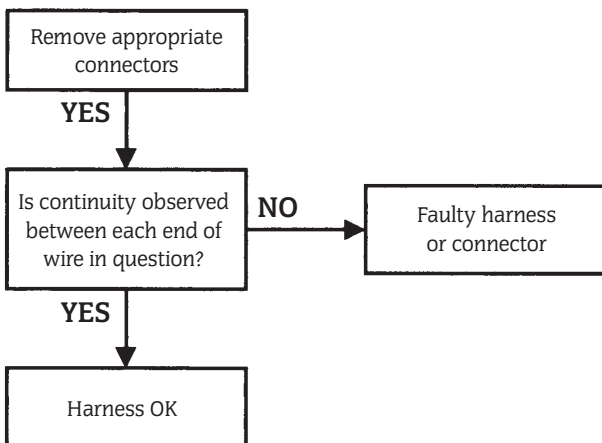 Remove appropriate
connectors
YES
Is continuity observed
between each end of
wire in question?
NO
Faulty harness
or connector
YES
Harness OK